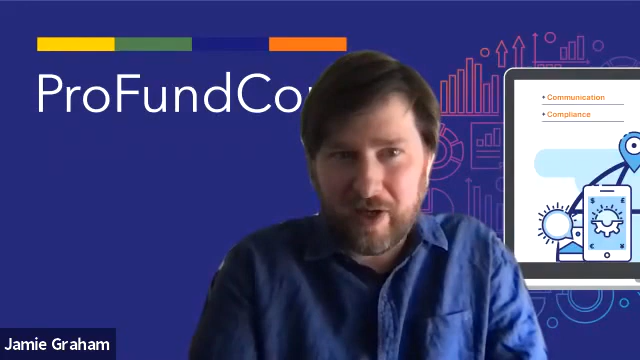 ProFundCo
• Communication
• Compliance
Jamie Graham